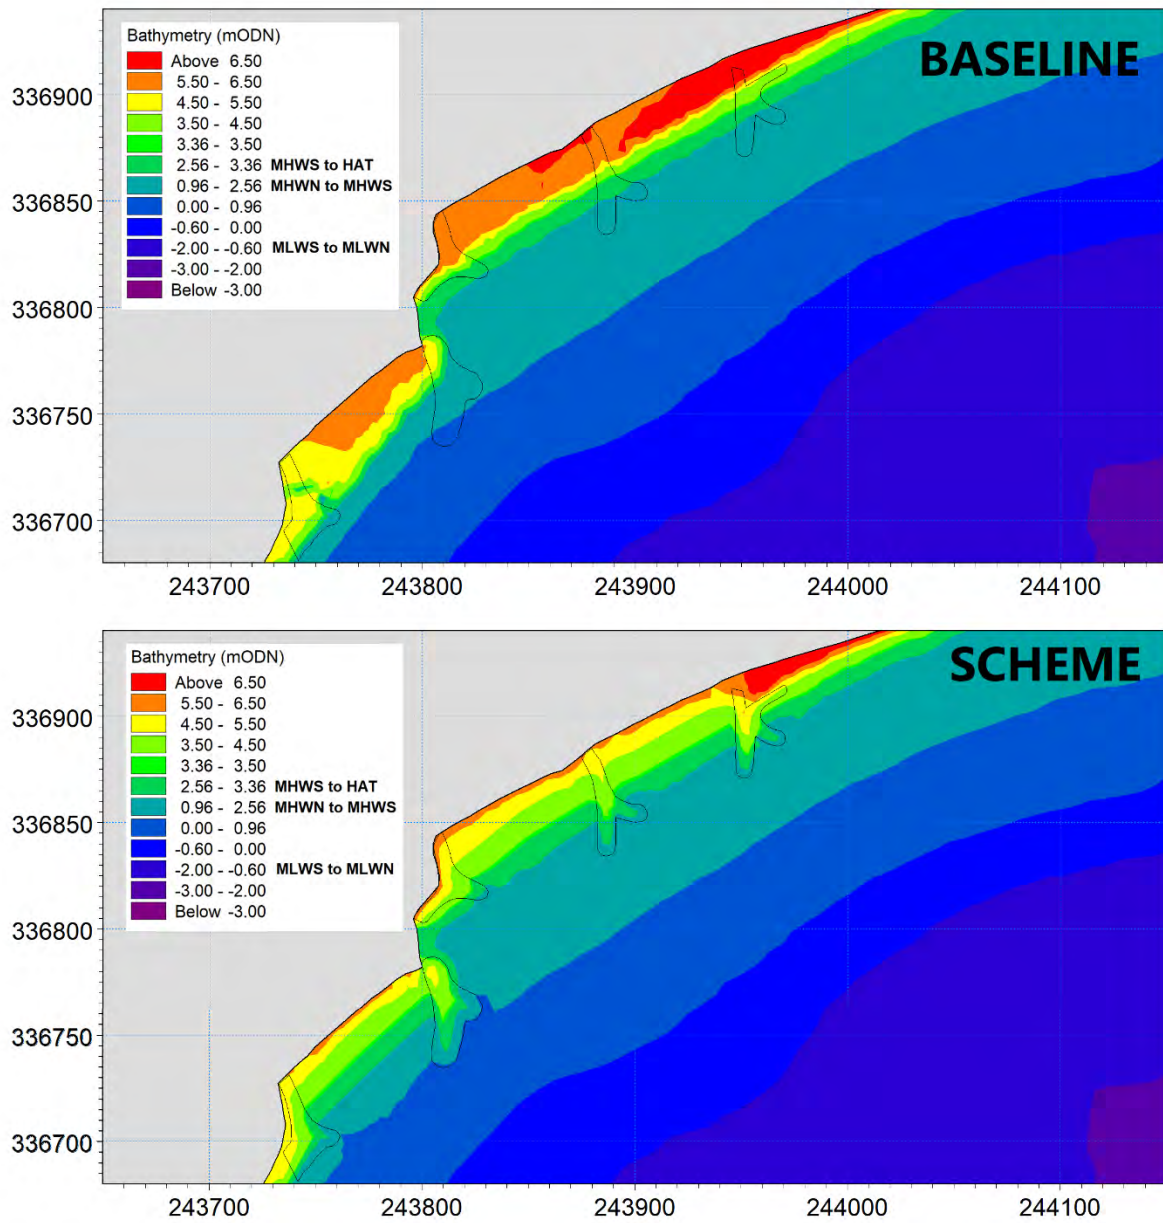 BASELINE
Bathymetry (mODN)
Above 6.50
5.50 - 6.50
4.50 - 5.50
3.50 - 4.50
3.36 - 3.50
2.56 - 3.36 MHWS to HAT
0.96 - 2.56 MHWN to MHWS
0.00 - 0.96
-0.60 - 0.00
-2.00 - -0.60 MLWS to MLWN
-3.00 - -2.00
Below -3.00
336900
336850
336800
336750
336700
243700 243800 243900 244000 244100
SCHEME
Bathymetry (mODN)
Above 6.50
5.50 - 6.50
4.50 - 5.50
3.50 - 4.50
3.36 - 3.50
2.56 - 3.36 MHWS to HAT
0.96 - 2.56 MHWN to MHWS
0.00 - 0.96
-0.60 - 0.00
-2.00 - -0.60 MLWS to MLWN
-3.00 - -2.00
Below -3.00
336900
336850
336800
336750
336700
243700 243800 243900 244000 244100